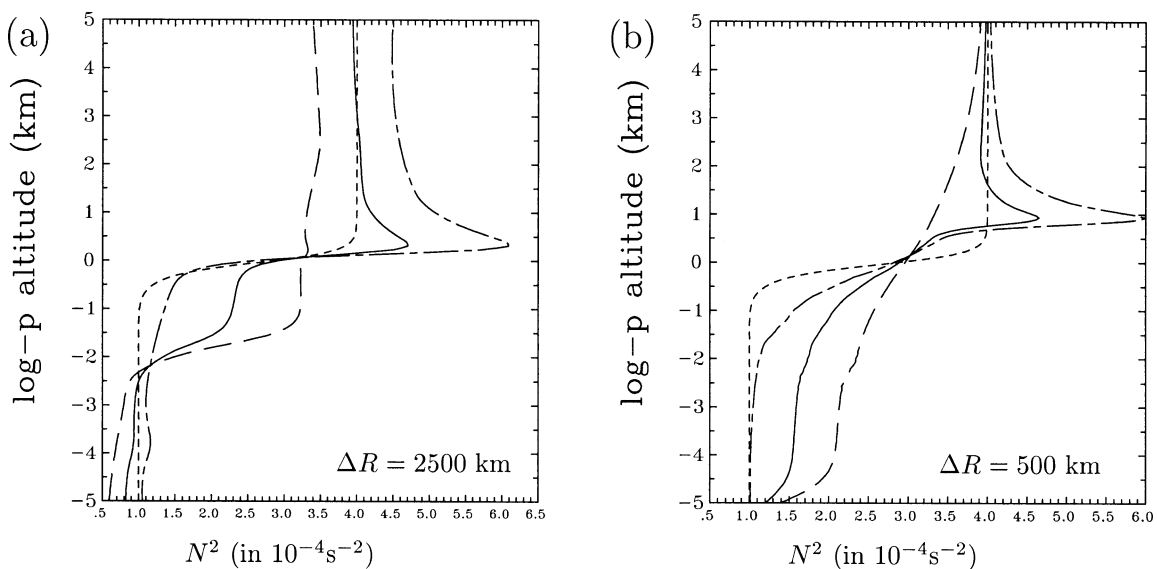 (a)
5
4
3
2
1
0
−1
−2
−3
−4
−5
log−p altitude (km)
ΔR = 2500 km
.5 1.0 1.5 2.0 2.5 3.0 3.5 4.0 4.5 5.0 5.5 6.0 6.5
N² (in 10⁻⁴s⁻²)
(b)
5
4
3
2
1
0
−1
−2
−3
−4
−5
log−p altitude (km)
ΔR = 500 km
.5 1.0 1.5 2.0 2.5 3.0 3.5 4.0 4.5 5.0 6.0
N² (in 10⁻⁴s⁻²)